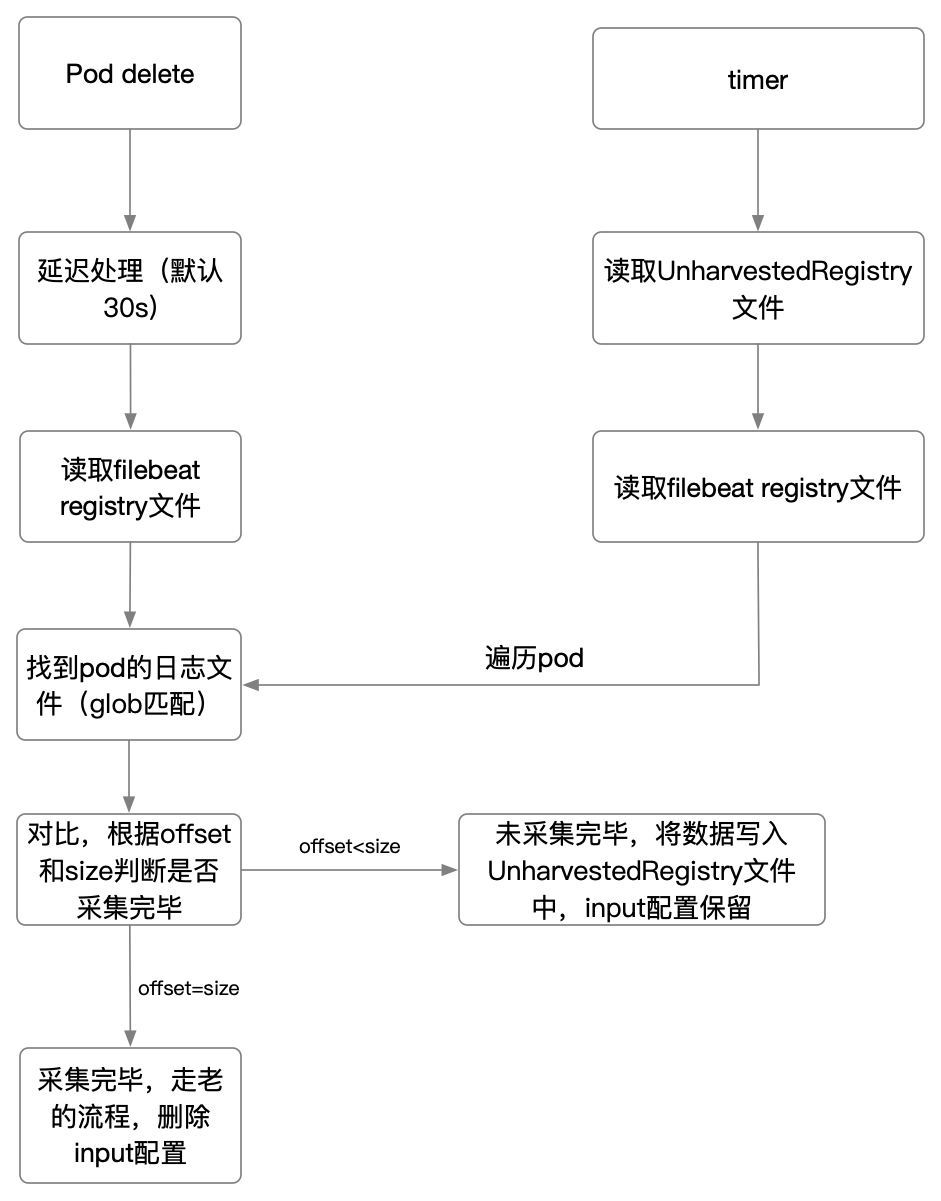 Pod delete
timer
延迟处理（默认
30s）
读取UnharvestedRegistry
文件
读取filebeat
registry文件
读取filebeat registry文件
找到pod的日志文
件（glob匹配）
遍历pod
对比，根据offset
和size判断是否
采集完毕
offset<size
未采集完毕，将数据写入
UnharvestedRegistry文件
中，input配置保留
offset=size
采集完毕，走老
的流程，删除
input配置